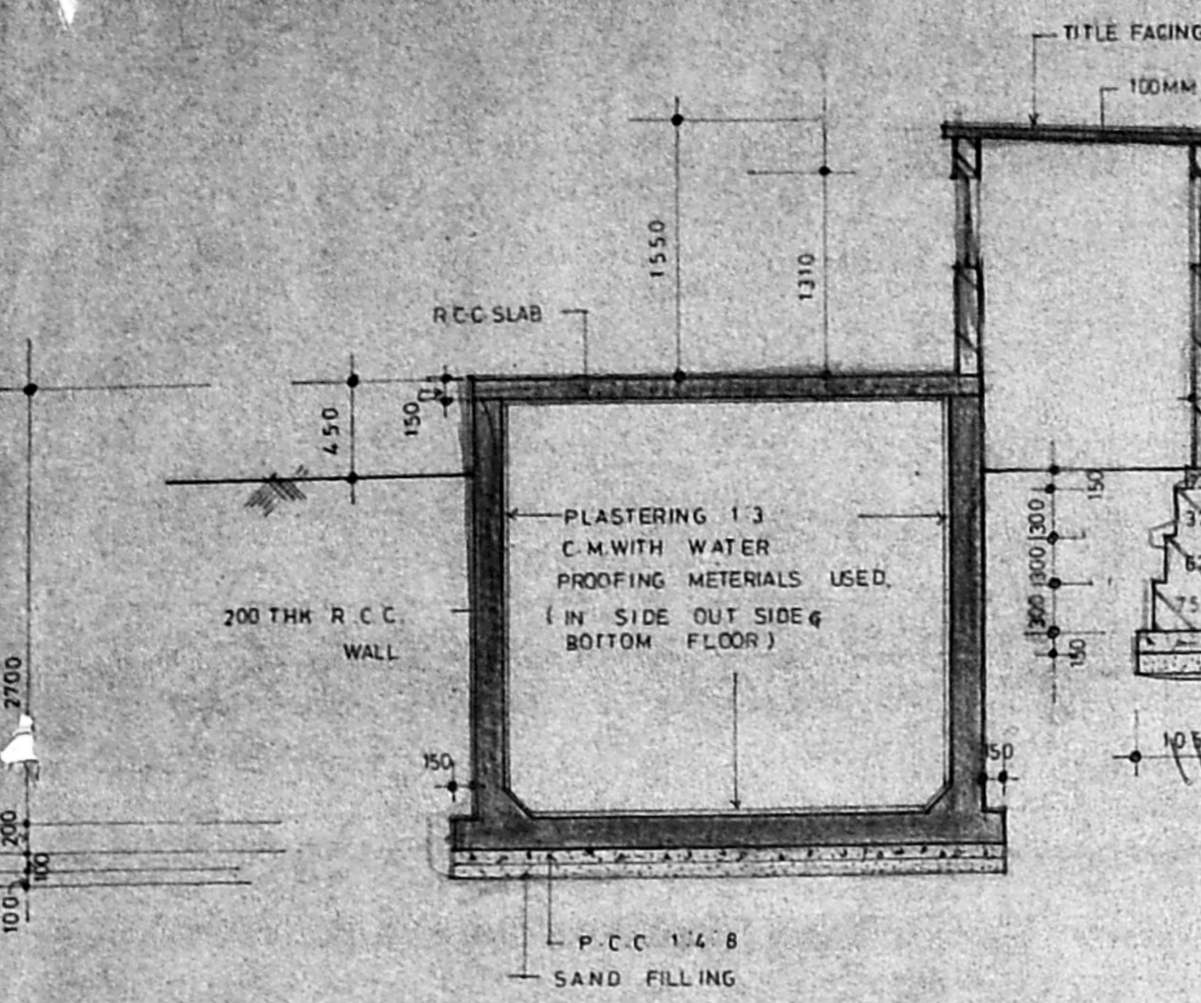 TITLE FACING
100MM
1550
1310
R.C.C SLAB
450
150
PLASTERING 1:3
C.M.WITH WATER
PROOFING METERIALS USED.
( IN SIDE OUT SIDE &
BOTTOM FLOOR )
200 THK R.C.C.
WALL
150
300
300
300
150
2700
150
150
200
100
100
P.C.C 1:4:8
SAND FILLING